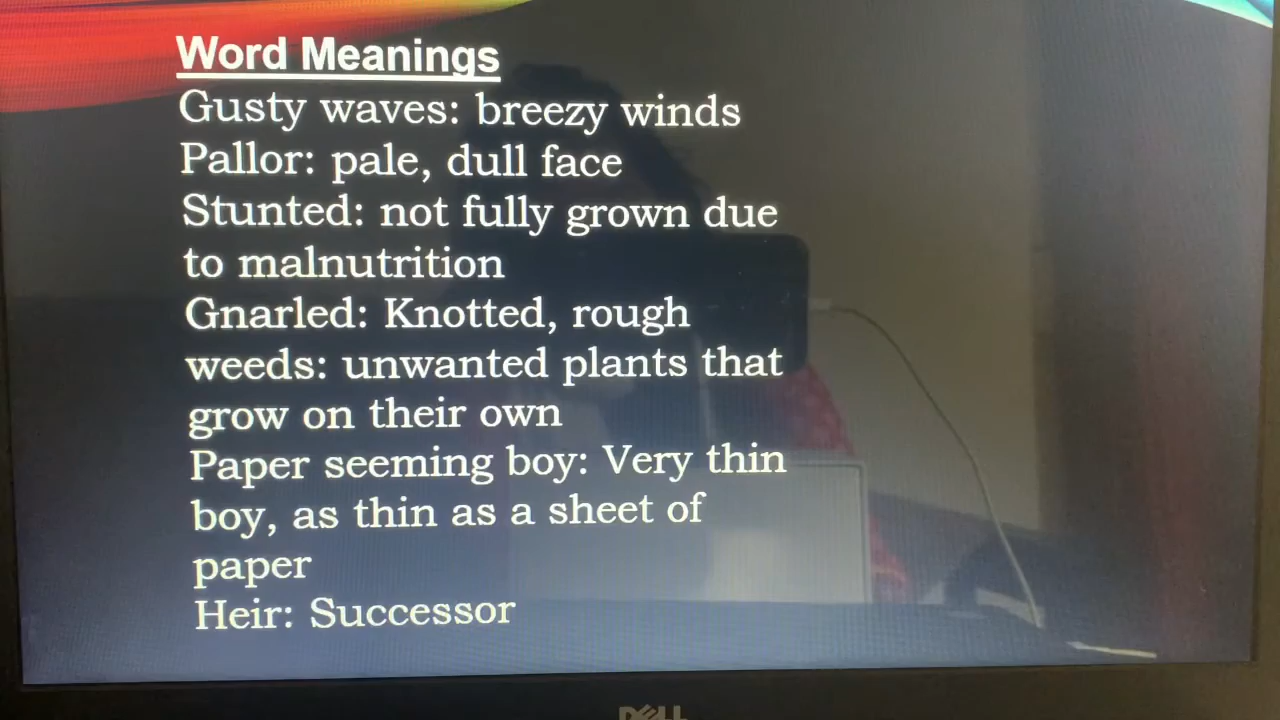 Word Meanings
Gusty waves: breezy winds
Pallor: pale, dull face
Stunted: not fully grown due
to malnutrition
Gnarled: Knotted, rough
weeds: unwanted plants that
grow on their own
Paper seeming boy: Very thin
boy, as thin as a sheet of
paper
Heir: Successor
DELL